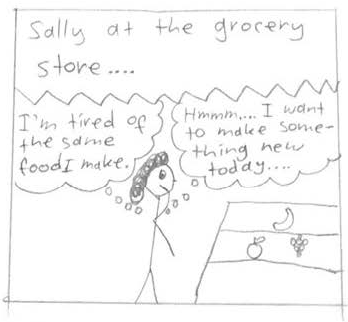 Sally at the grocery
store....
I'm tired of
the same
food I make.
Hmmm,... I want
to make some-
thing new
today....